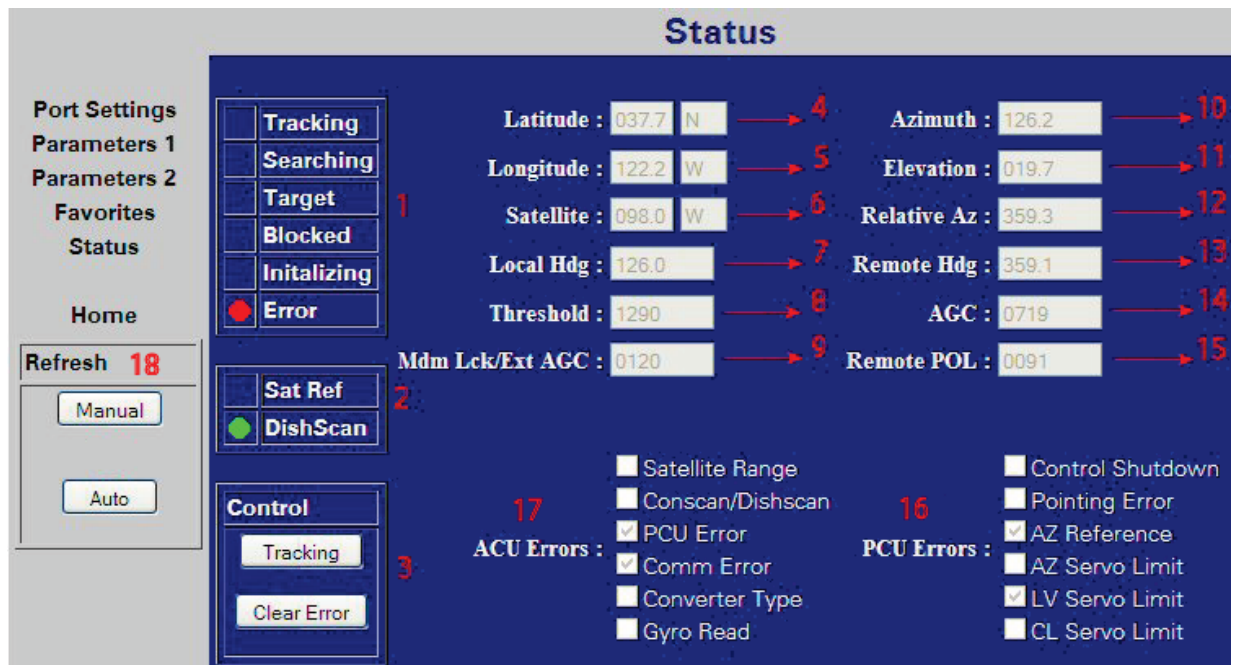 Status
Port Settings
Parameters 1
Parameters 2
Favorites
Status
Home
Refresh 18
Manual
Auto
Tracking
Searching
Target
Blocked
Initalizing
Error
1
Sat Ref
DishScan
2
Control
Tracking
Clear Error
3
Latitude : 037.7 N 4
Longitude : 122.2 W 5
Satellite : 098.0 W 6
Local Hdg : 126.0 7
Threshold : 1290 8
Mdm Lck/Ext AGC : 0120 9
Azimuth : 126.2 10
Elevation : 019.7 11
Relative Az : 359.3 12
Remote Hdg : 359.1 13
AGC : 0719 14
Remote POL : 0091 15
17
ACU Errors :
Satellite Range
Conscan/Dishscan
PCU Error
Comm Error
Converter Type
Gyro Read
16
PCU Errors :
Control Shutdown
Pointing Error
AZ Reference
AZ Servo Limit
LV Servo Limit
CL Servo Limit